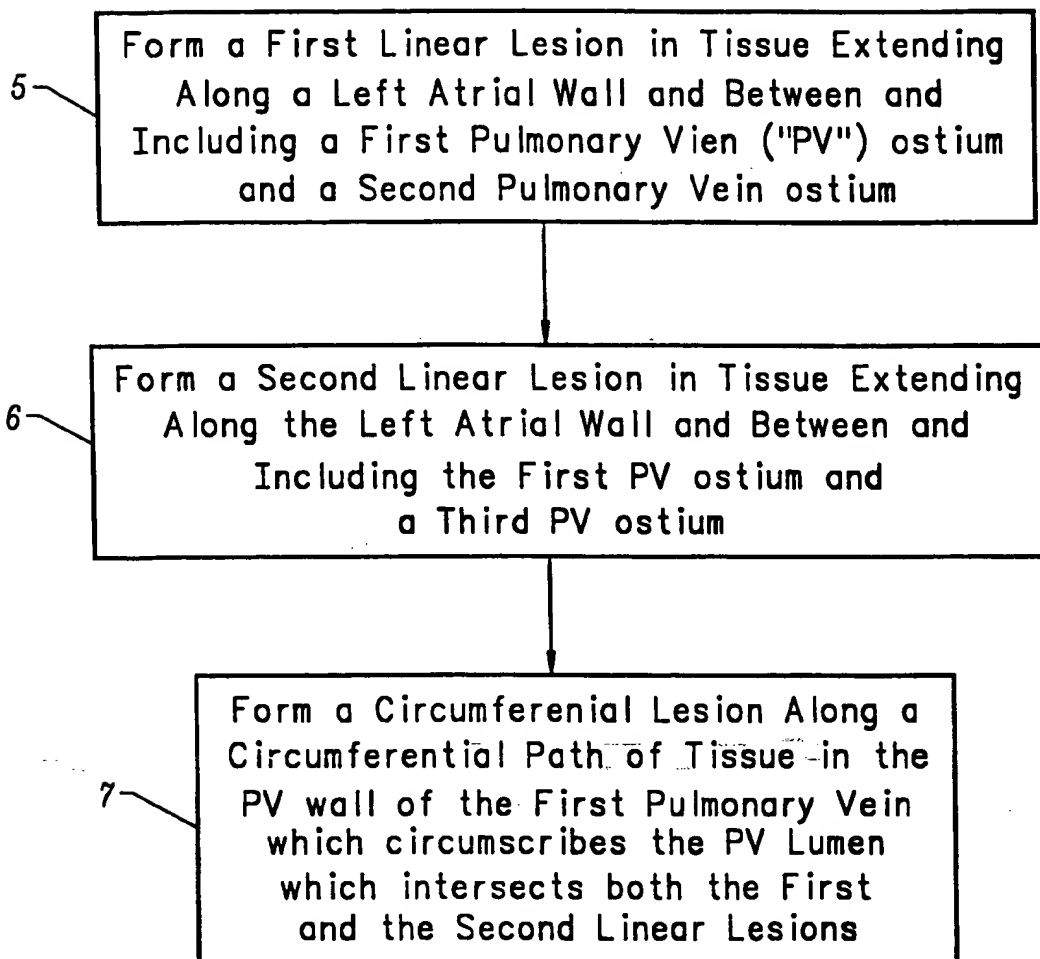 Form a First Linear Lesion in Tissue Extending
5
Along a Left Atrial Wall and Between and
Including a First Pulmonary Vien ("PV") ostium
and a Second Pulmonary Vein ostium
Form a Second Linear Lesion in Tissue Extending
6
Along the Left Atrial Wall and Between and
Including the First PV ostium and
a Third PV ostium
Form a Circumferenial Lesion Along a
Circumferential Path of Tissue in the
7
PV wall of the First Pulmonary Vein
which circumscribes the PV Lumen
which intersects both the First
and the Second Linear Lesions